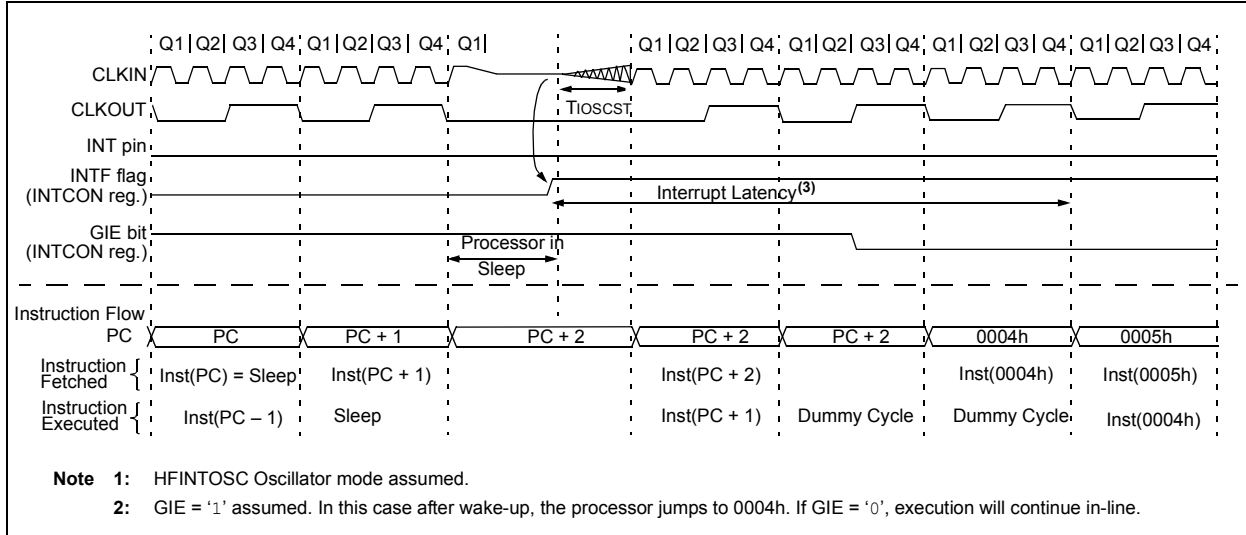 Q1 | Q2 | Q3 | Q4 Q1 | Q2 | Q3 | Q4 Q1 | Q1 | Q2 | Q3 | Q4 Q1 | Q2 | Q3 | Q4 Q1 | Q2 | Q3 | Q4 Q1 | Q2 | Q3 | Q4
CLKIN
CLKOUT TIOSCST
INT pin
INTF flag
(INTCON reg.) Interrupt Latency(3)
GIE bit
(INTCON reg.) Processor in
Sleep
Instruction Flow
PC PC PC + 1 PC + 2 PC + 2 PC + 2 0004h 0005h
Instruction
Fetched Inst(PC) = Sleep Inst(PC + 1) Inst(PC + 2) Inst(0004h) Inst(0005h)
Instruction
Executed Inst(PC – 1) Sleep Inst(PC + 1) Dummy Cycle Dummy Cycle Inst(0004h)
Note 1: HFINTOSC Oscillator mode assumed.
2: GIE = '1' assumed. In this case after wake-up, the processor jumps to 0004h. If GIE = '0', execution will continue in-line.